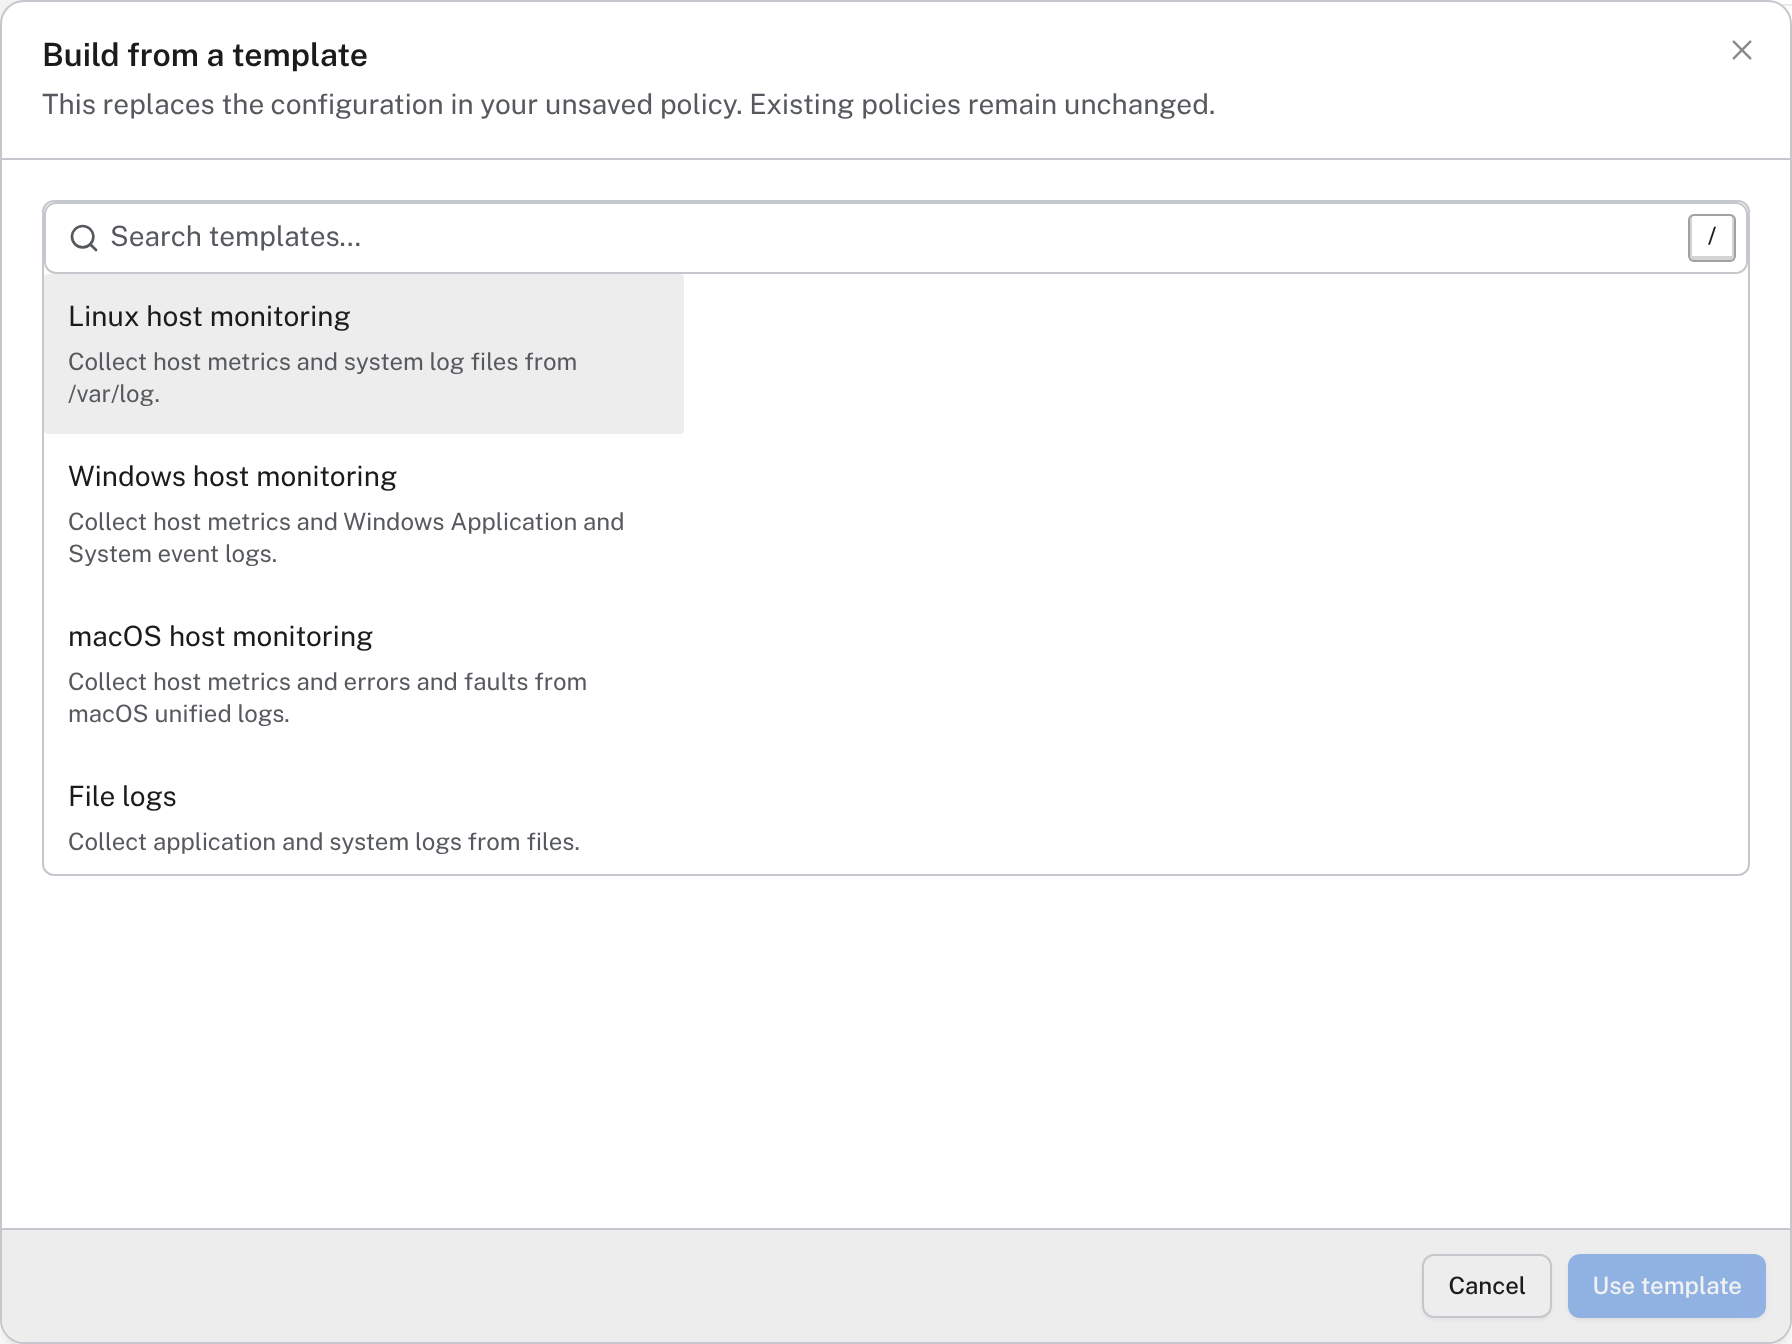 Build from a template
This replaces the configuration in your unsaved policy. Existing policies remain unchanged.
Search templates...
/
Linux host monitoring
Collect host metrics and system log files from
/var/log.
Windows host monitoring
Collect host metrics and Windows Application and
System event logs.
macOS host monitoring
Collect host metrics and errors and faults from
macOS unified logs.
File logs
Collect application and system logs from files.
Cancel
Use template